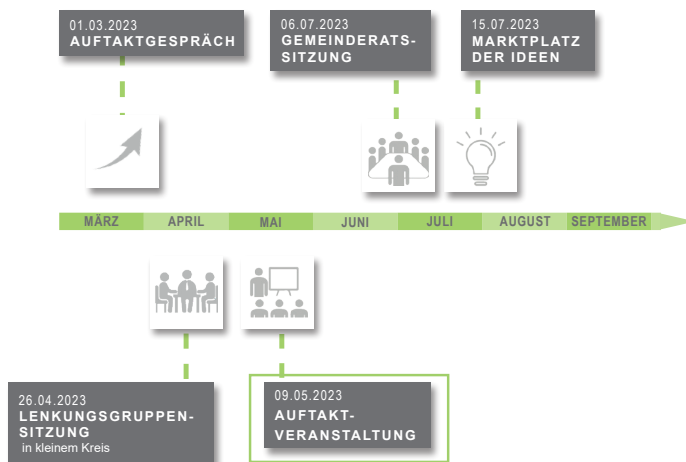 01.03.2023
AUFTAKTGESPRÄCH
06.07.2023
GEMEINDERATS-
SITZUNG
15.07.2023
MARKTPLATZ
DER IDEEN
MÄRZ APRIL MAI JUNI JULI AUGUST SEPTEMBER
26.04.2023
LENKUNGSGRUPPEN-
SITZUNG
in kleinem Kreis
09.05.2023
AUFTAKT-
VERANSTALTUNG